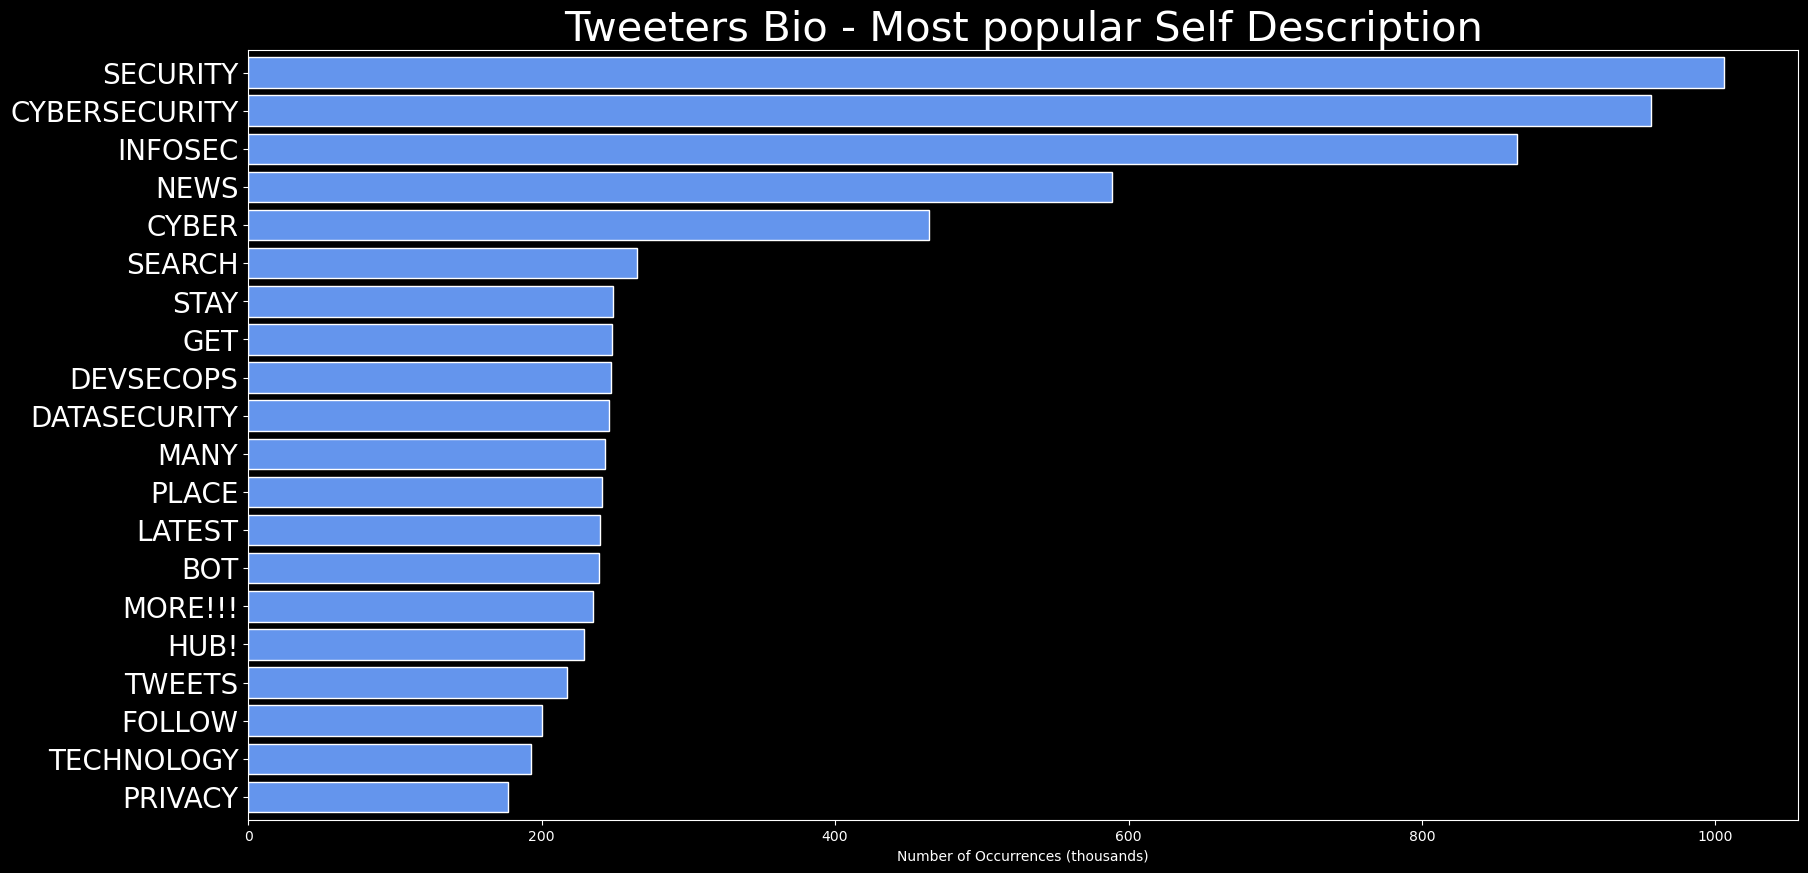 Tweeters Bio - Most popular Self Description
SECURITY
CYBERSECURITY
INFOSEC
NEWS
CYBER
SEARCH
STAY
GET
DEVSECOPS
DATASECURITY
MANY
PLACE
LATEST
BOT
MORE!!!
HUB!
TWEETS
FOLLOW
TECHNOLOGY
PRIVACY
0 200 400 600 800 1000
Number of Occurrences (thousands)